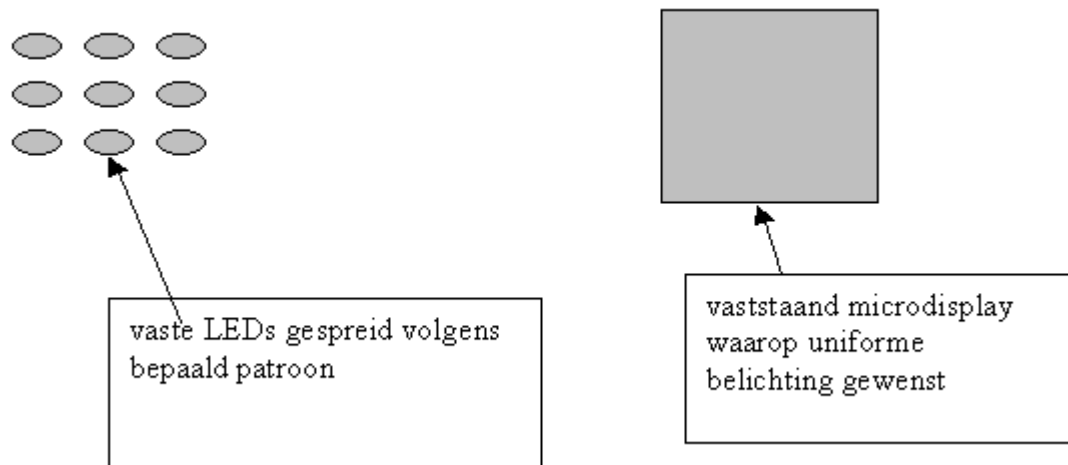 vaste LEDs gespreid volgens
bepaald patroon
vaststaand microdisplay
waarop uniforme
belichting gewenst